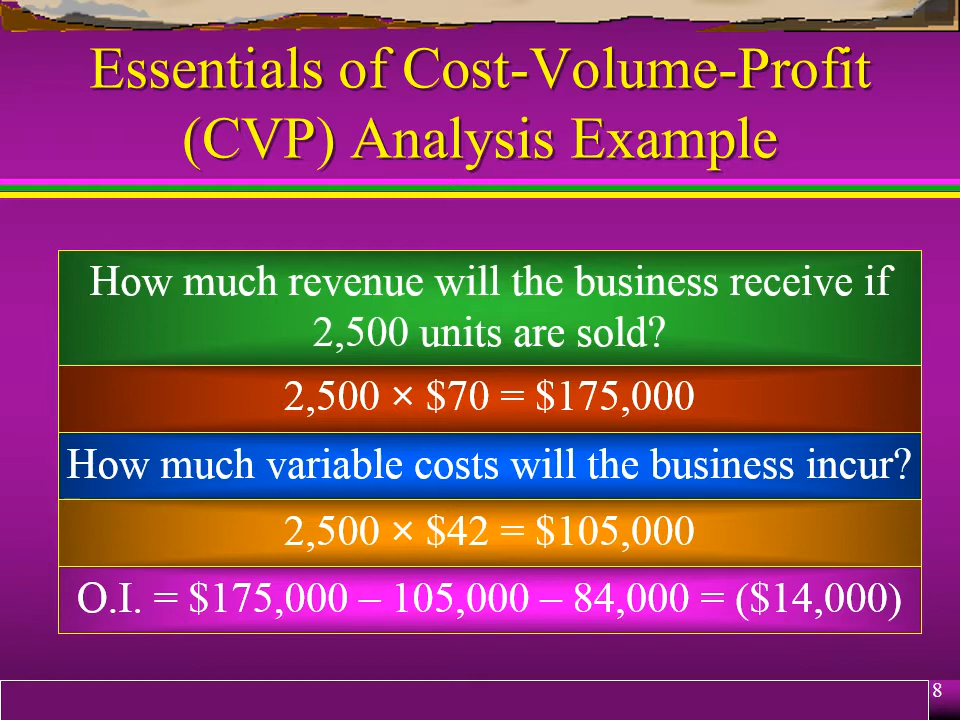 Essentials of Cost-Volume-Profit
(CVP) Analysis Example
How much revenue will the business receive if
2,500 units are sold?
2,500 × $70 = $175,000
How much variable costs will the business incur?
2,500 × $42 = $105,000
O.I. = $175,000 – 105,000 – 84,000 = ($14,000)
8